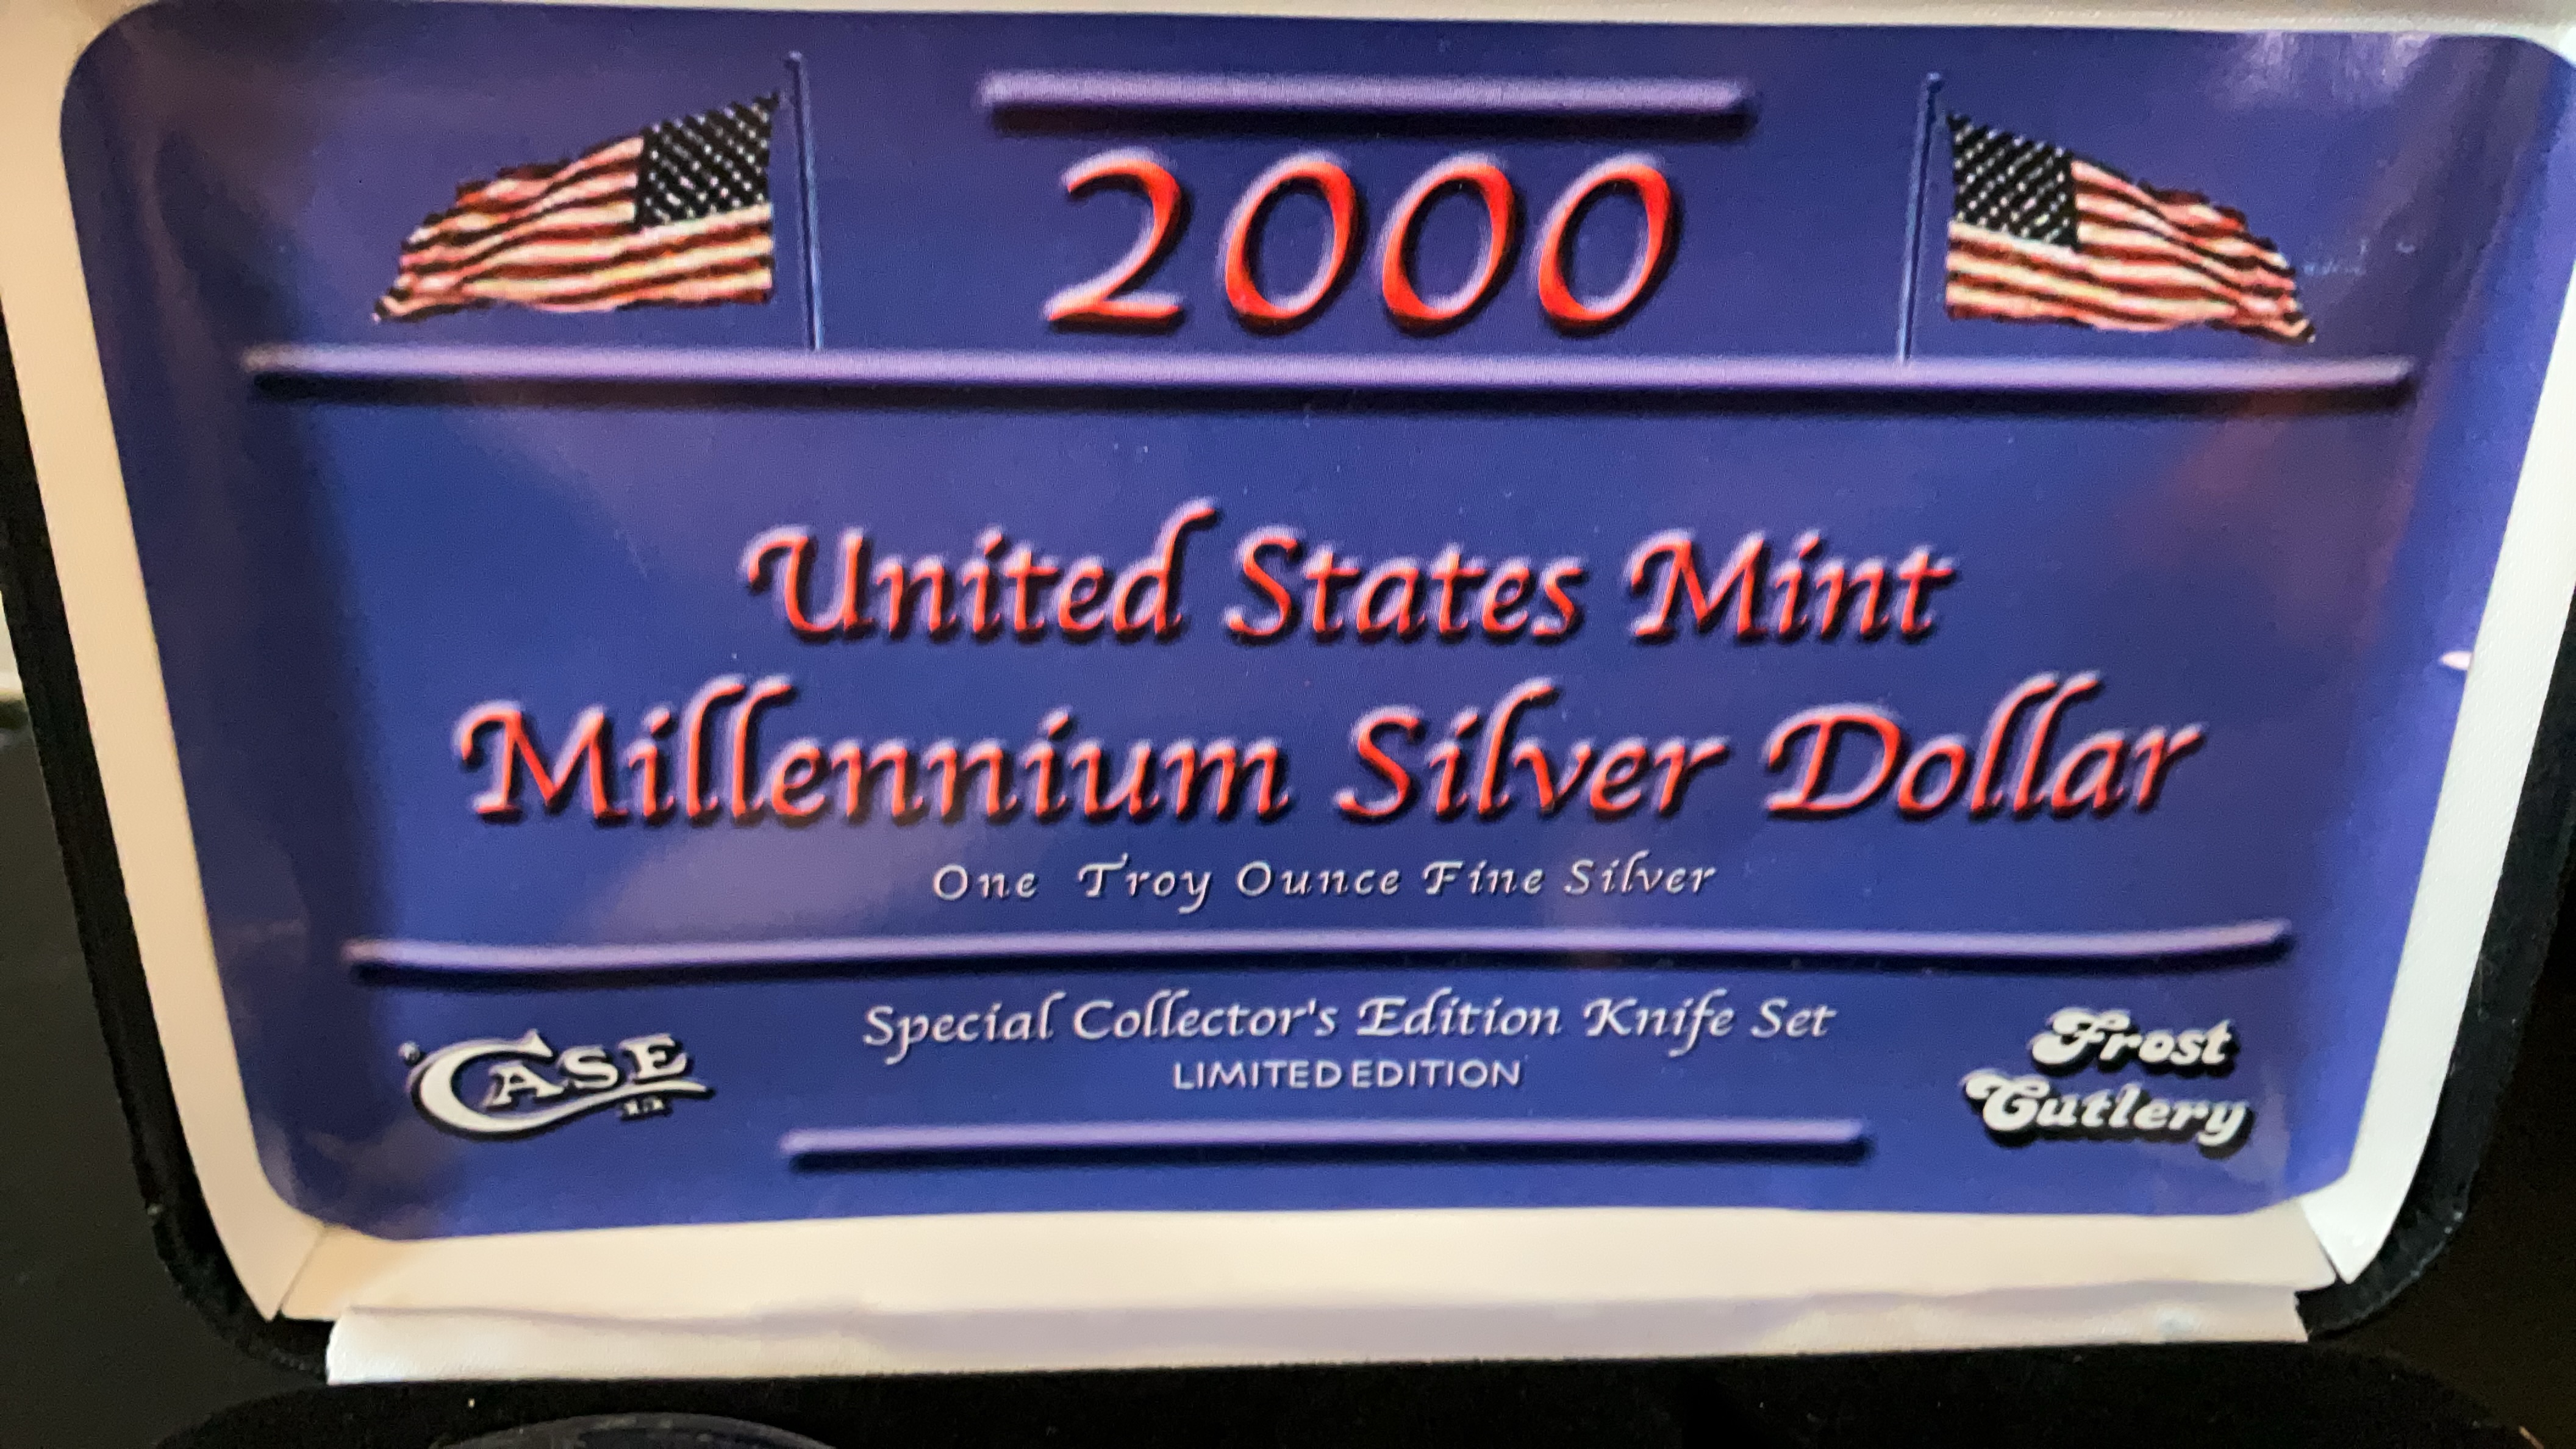 2000
United States Mint
Millennium Silver Dollar
One Troy Ounce Fine Silver
Special Collector's Edition Knife Set
LIMITED EDITION
CASE
XX
Frost
Cutlery